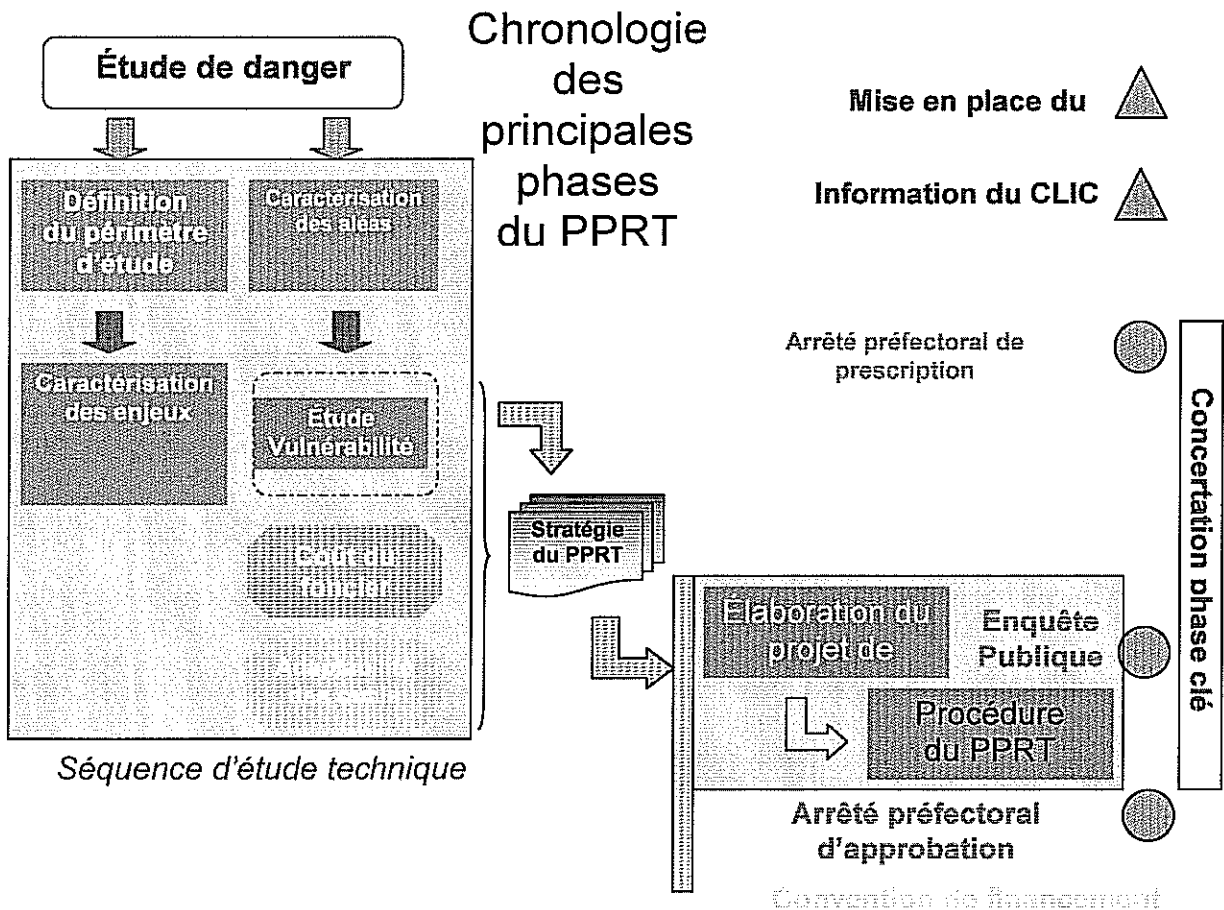 Chronologie
des
principales
phases
du PPRT
Étude de danger
Définition
du périmètre
d'étude
Caractérisation
des aléas
Caractérisation
des enjeux
Étude
Vulnérabilité
Coût du
foncier
Séquence d'étude technique
Stratégie
du PPRT
Mise en place du
Information du CLIC
Arrêté préfectoral de
prescription
Concertation phase clé
Elaboration du
projet de
Enquête
Publique
Procédure
du PPRT
Arrêté préfectoral
d'approbation
Convention de financement